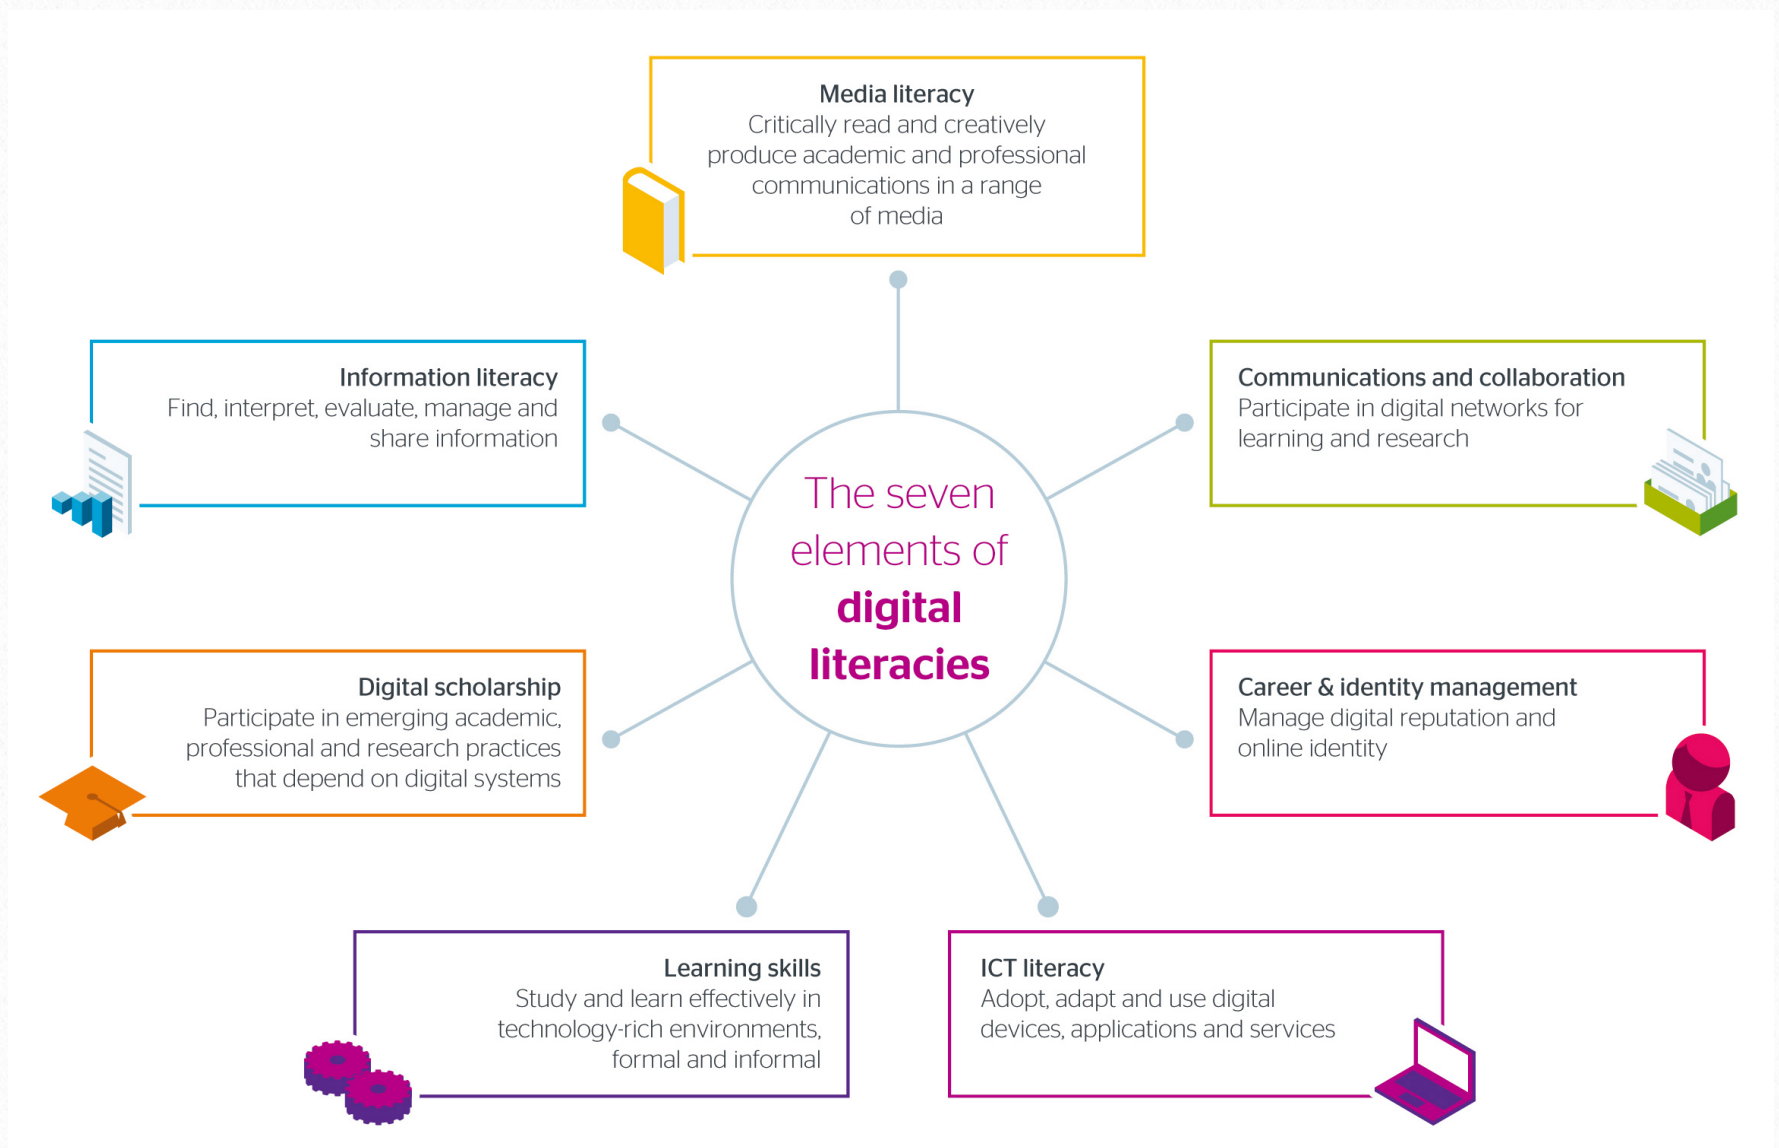 Media literacy
Critically read and creatively
produce academic and professional
communications in a range
of media
Information literacy
Find, interpret, evaluate, manage and
share information
Communications and collaboration
Participate in digital networks for
learning and research
The seven
elements of
digital
literacies
Digital scholarship
Participate in emerging academic,
professional and research practices
that depend on digital systems
Career & identity management
Manage digital reputation and
online identity
Learning skills
Study and learn effectively in
technology-rich environments,
formal and informal
ICT literacy
Adopt, adapt and use digital
devices, applications and services